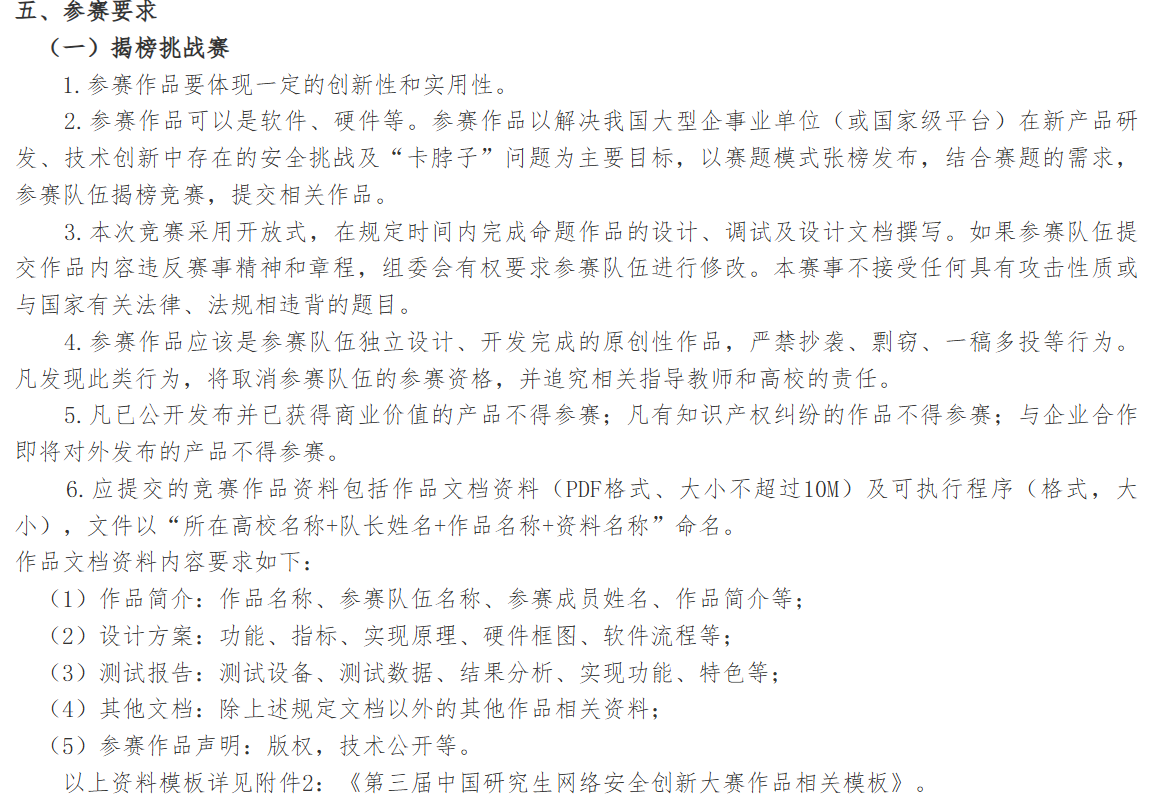 五、参赛要求
（一）揭榜挑战赛
1.参赛作品要体现一定的创新性和实用性。
2.参赛作品可以是软件、硬件等。参赛作品以解决我国大型企事业单位（或国家级平台）在新产品研
发、技术创新中存在的安全挑战及“卡脖子”问题为主要目标，以赛题模式张榜发布，结合赛题的需求，
参赛队伍揭榜竞赛，提交相关作品。
3.本次竞赛采用开放式，在规定时间内完成命题作品的设计、调试及设计文档撰写。如果参赛队伍提
交作品内容违反赛事精神和章程，组委会有权要求参赛队伍进行修改。本赛事不接受任何具有攻击性质或
与国家有关法律、法规相违背的题目。
4.参赛作品应该是参赛队伍独立设计、开发完成的原创性作品，严禁抄袭、剽窃、一稿多投等行为。
凡发现此类行为，将取消参赛队伍的参赛资格，并追究相关指导教师和高校的责任。
5.凡已公开发布并已获得商业价值的产品不得参赛；凡有知识产权纠纷的作品不得参赛；与企业合作
即将对外发布的产品不得参赛。
6.应提交的竞赛作品资料包括作品文档资料（PDF格式、大小不超过10M）及可执行程序（格式，大
小），文件以“所在高校名称+队长姓名+作品名称+资料名称”命名。
作品文档资料内容要求如下：
（1）作品简介：作品名称、参赛队伍名称、参赛成员姓名、作品简介等；
（2）设计方案：功能、指标、实现原理、硬件框图、软件流程等；
（3）测试报告：测试设备、测试数据、结果分析、实现功能、特色等；
（4）其他文档：除上述规定文档以外的其他作品相关资料；
（5）参赛作品声明：版权，技术公开等。
以上资料模板详见附件2：《第三届中国研究生网络安全创新大赛作品相关模板》。